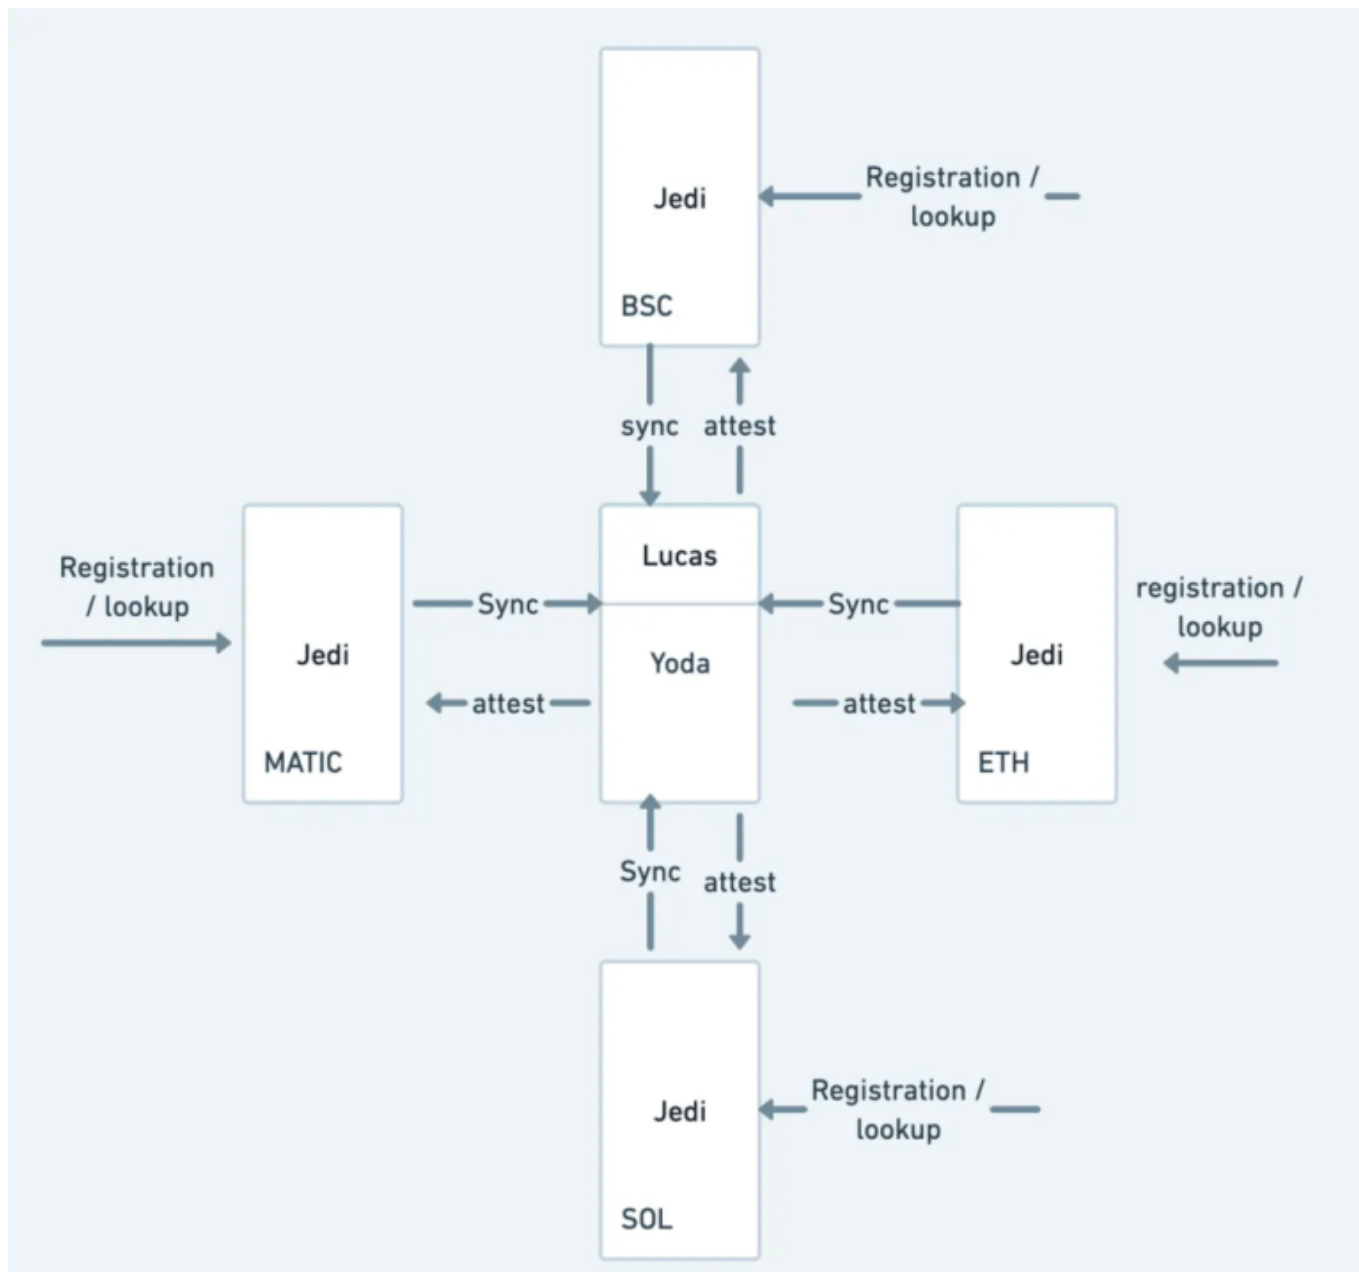 Jedi
BSC
Registration /
lookup
sync
attest
Registration
/ lookup
Jedi
MATIC
Sync
attest
Lucas
Yoda
Sync
attest
Jedi
ETH
registration /
lookup
Sync
attest
Jedi
SOL
Registration /
lookup